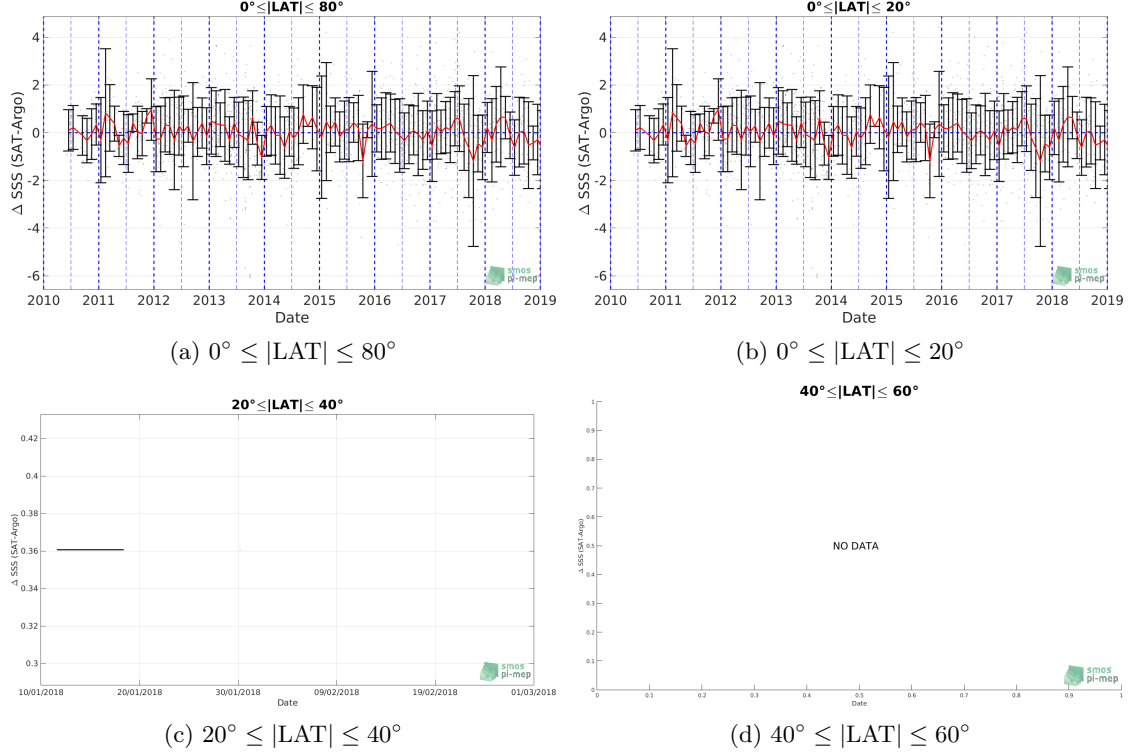 0°≤|LAT|≤ 80°
Δ SSS (SAT-Argo)
4
2
0
-2
-4
-6
2010 2011 2012 2013 2014 2015 2016 2017 2018 2019
Date
smos
pi-mep
(a) 0° ≤ |LAT| ≤ 80°
0°≤|LAT|≤ 20°
Δ SSS (SAT-Argo)
4
2
0
-2
-4
-6
2010 2011 2012 2013 2014 2015 2016 2017 2018 2019
Date
smos
pi-mep
(b) 0° ≤ |LAT| ≤ 20°
20°≤|LAT|≤ 40°
Δ SSS (SAT-Argo)
0.42
0.4
0.38
0.36
0.34
0.32
0.3
10/01/2018 20/01/2018 30/01/2018 09/02/2018 19/02/2018 01/03/2018
Date
smos
pi-mep
(c) 20° ≤ |LAT| ≤ 40°
40°≤|LAT|≤ 60°
Δ SSS (SAT-Argo)
1
0.9
0.8
0.7
0.6
0.5
0.4
0.3
0.2
0.1
0
NO DATA
0 0.1 0.2 0.3 0.4 0.5 0.6 0.7 0.8 0.9 1
Date
smos
pi-mep
(d) 40° ≤ |LAT| ≤ 60°